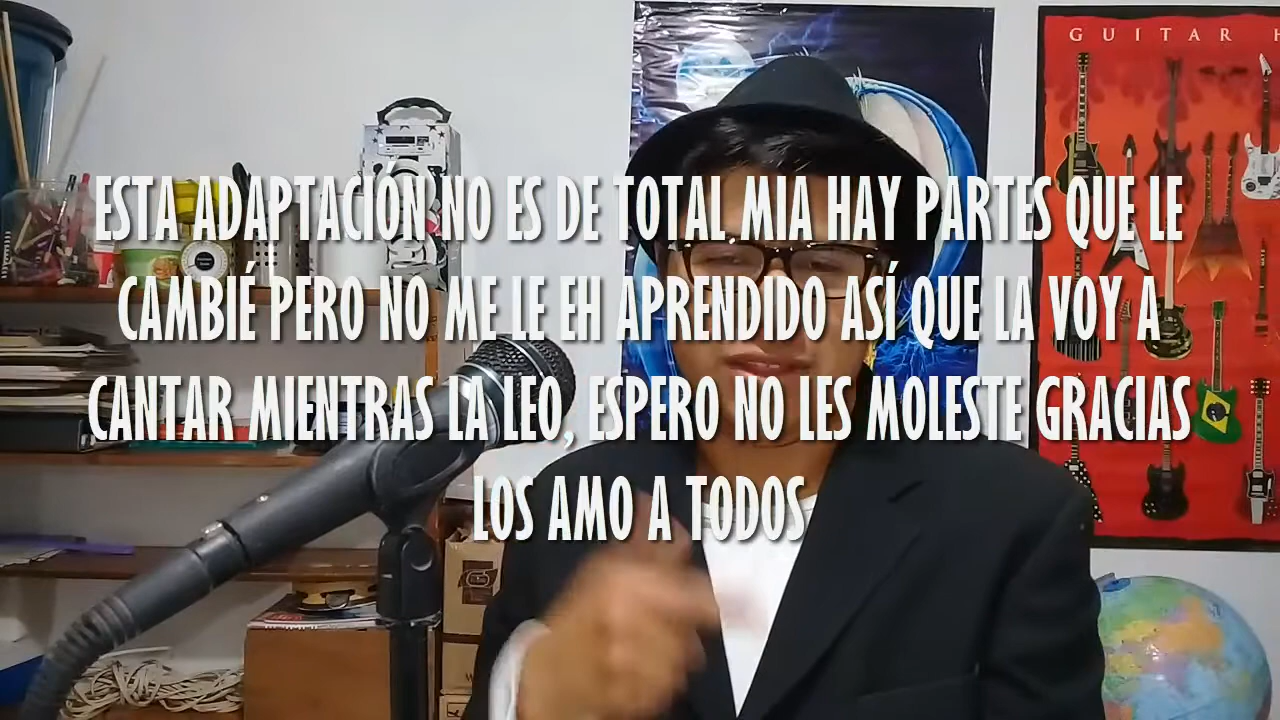 GUITAR H
ESTA ADAPTACIÓN NO ES DE TOTAL MIA HAY PARTES QUE LE
CAMBIÉ PERO NO ME LE EH APRENDIDO ASÍ QUE LA VOY A
CANTAR MIENTRAS LA LEO, ESPERO NO LES MOLESTE GRACIAS
LOS AMO A TODOS